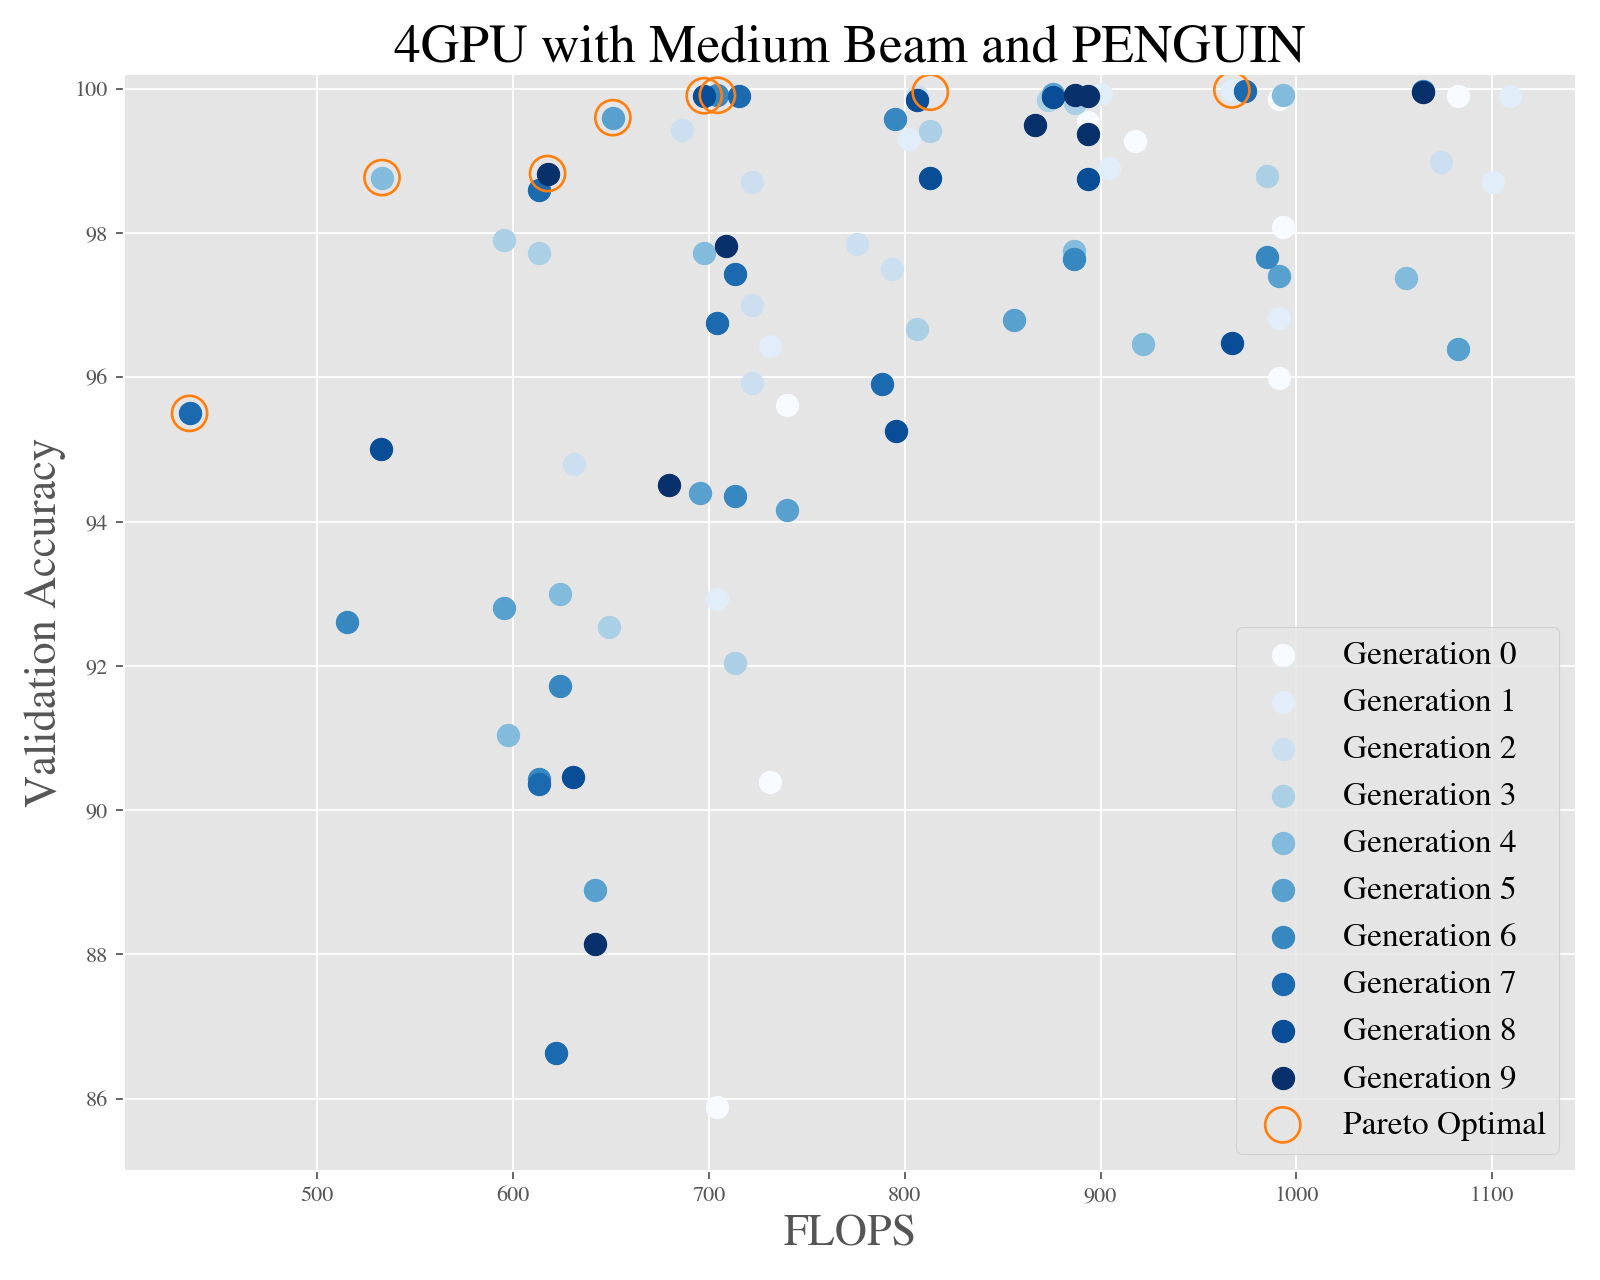 4GPU with Medium Beam and PENGUIN
Validation Accuracy
100
98
96
94
92
90
88
86
500
600
700
800
900
1000
1100
FLOPS
Generation 0
Generation 1
Generation 2
Generation 3
Generation 4
Generation 5
Generation 6
Generation 7
Generation 8
Generation 9
Pareto Optimal